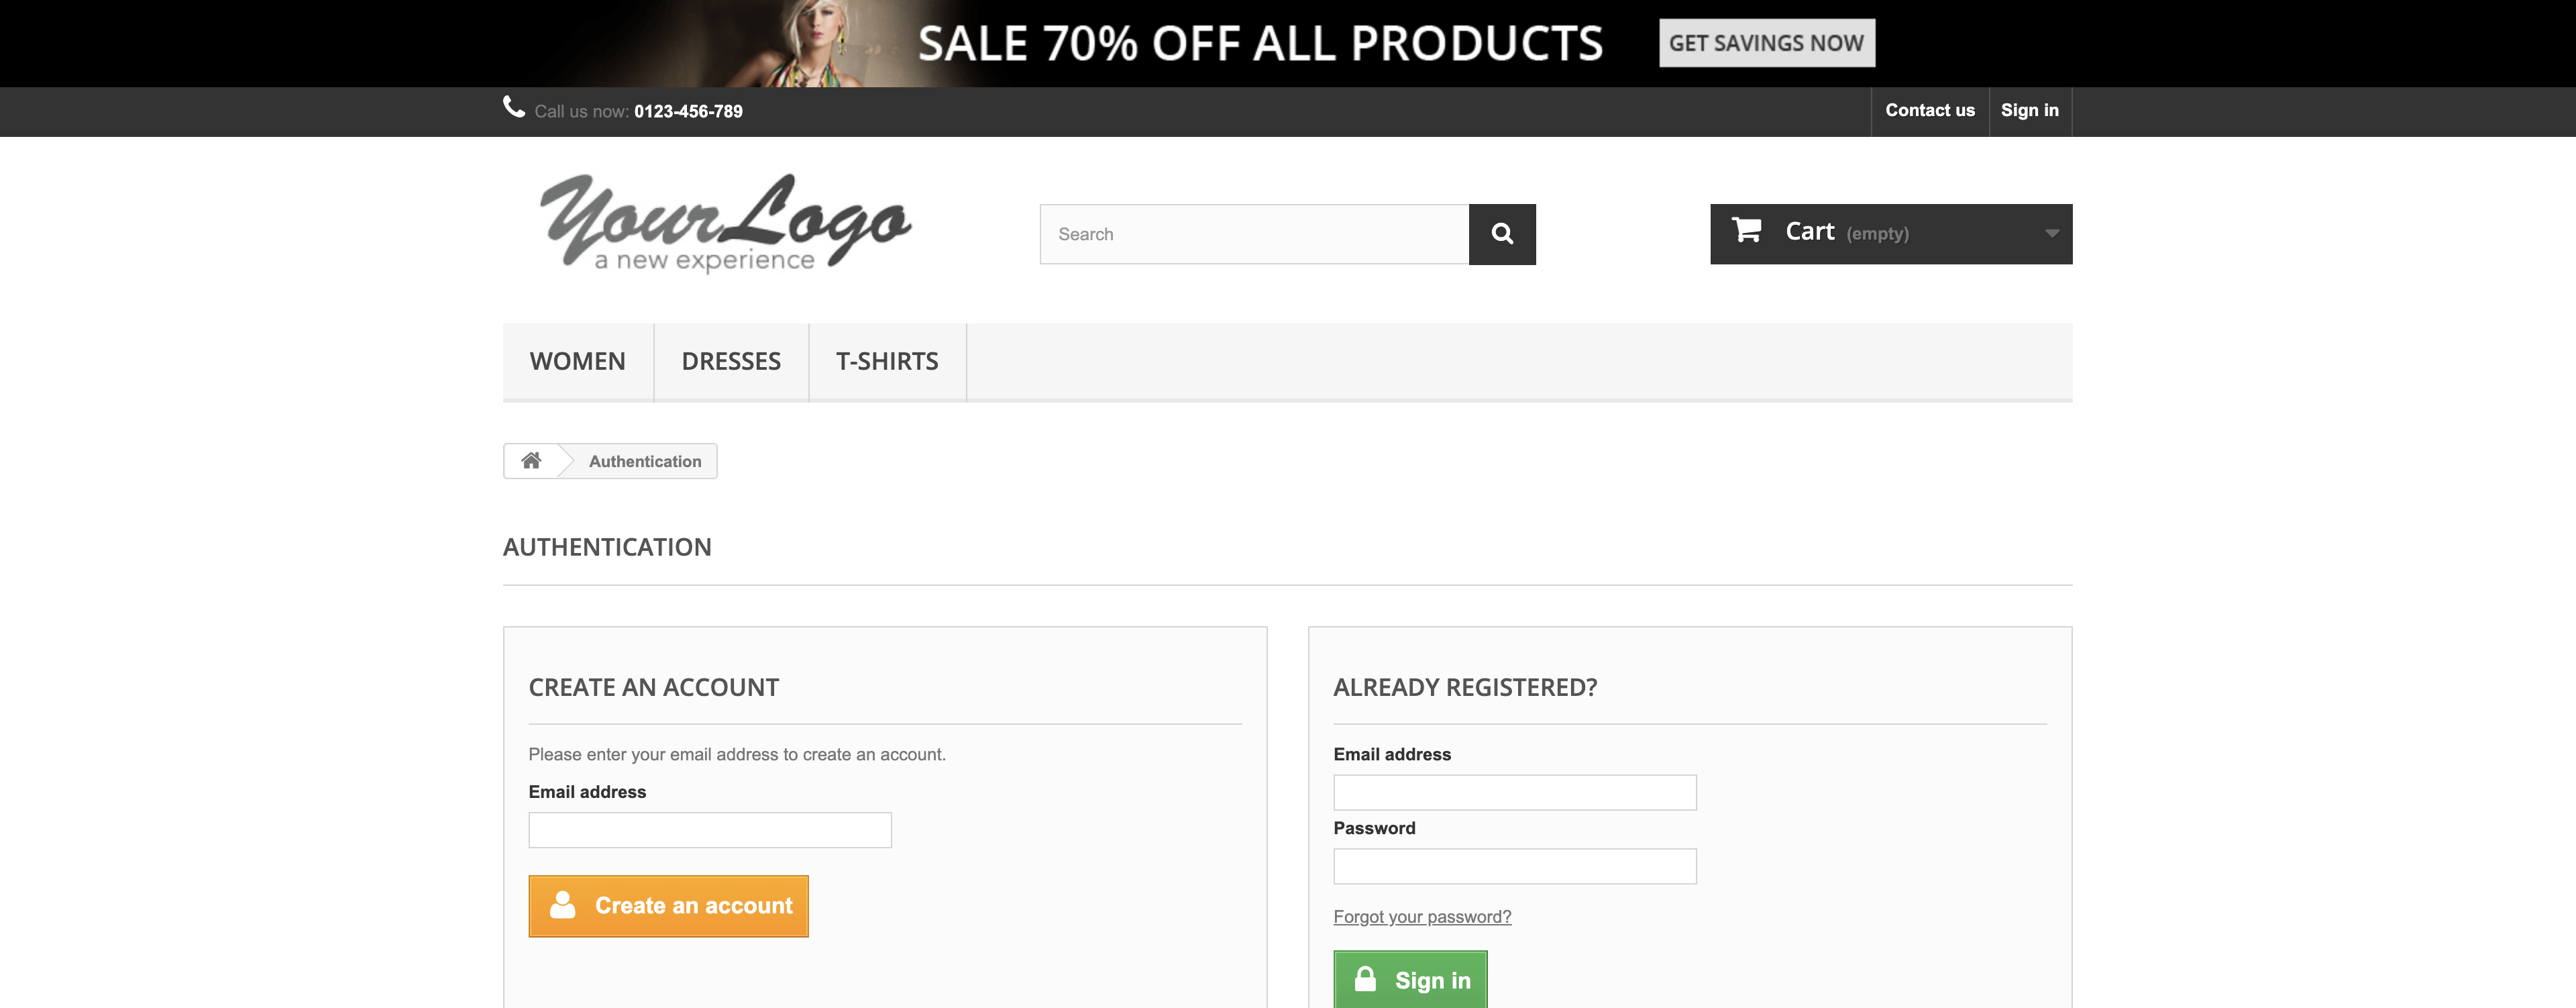 SALE 70% OFF ALL PRODUCTS
GET SAVINGS NOW
Call us now: 0123-456-789
Contact us
Sign in
Your Logo
a new experience
Search
Cart (empty)
WOMEN
DRESSES
T-SHIRTS
Authentication
AUTHENTICATION
CREATE AN ACCOUNT
Please enter your email address to create an account.
Email address
Create an account
ALREADY REGISTERED?
Email address
Password
Forgot your password?
Sign in